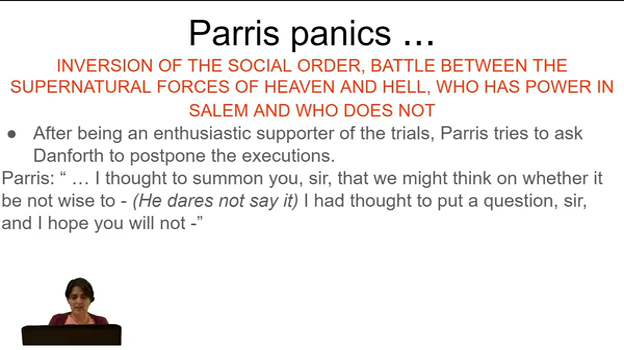 Parris panics ...
INVERSION OF THE SOCIAL ORDER, BATTLE BETWEEN THE
SUPERNATURAL FORCES OF HEAVEN AND HELL, WHO HAS POWER IN
SALEM AND WHO DOES NOT
● After being an enthusiastic supporter of the trials, Parris tries to ask
Danforth to postpone the executions.
Parris: “ ... I thought to summon you, sir, that we might think on whether it
be not wise to - (He dares not say it) I had thought to put a question, sir,
and I hope you will not -”